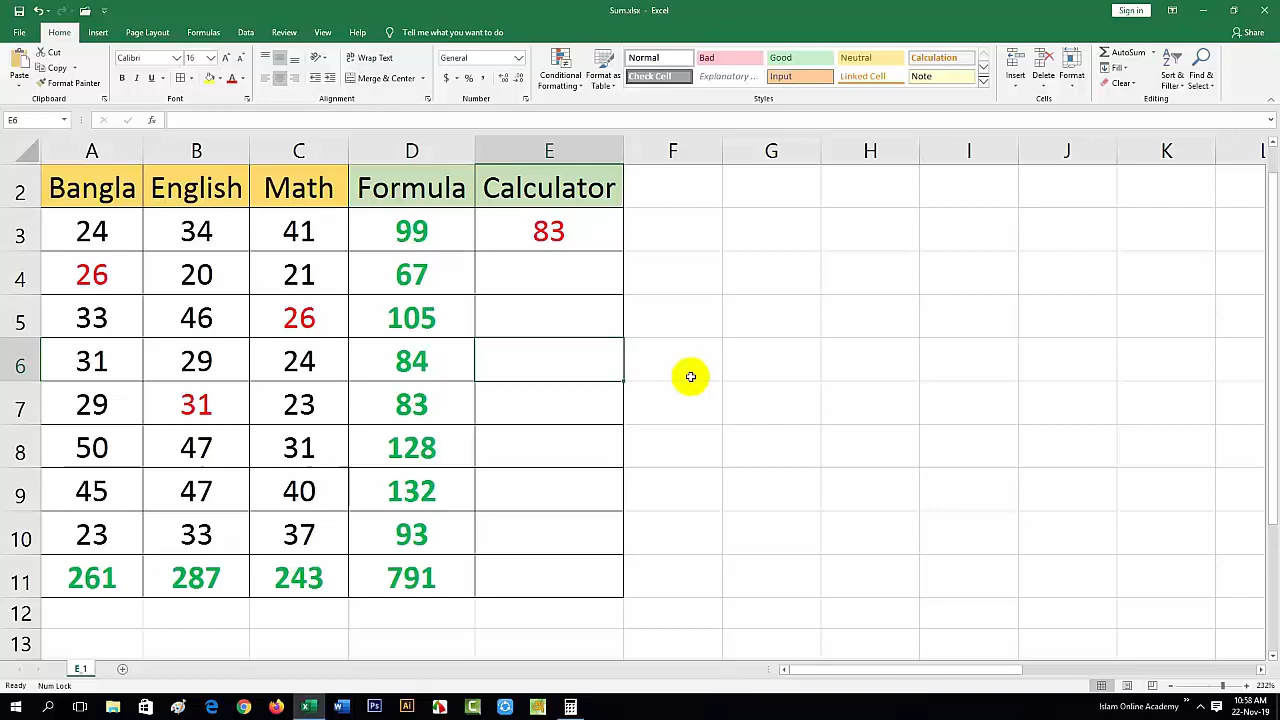 Sum.xlsx - Excel
Sign in
File Home Insert Page Layout Formulas Data Review View Help Tell me what you want to do Share
Paste Cut Copy Format Painter Clipboard
Calibri 16 B I U A Font
Wrap Text Merge & Center Alignment
General $ % , Number
Conditional Formatting Format as Table
Normal Bad Good Neutral Calculation
Check Cell Explanatory ... Input Linked Cell Note
Styles
Insert Delete Format Cells
AutoSum Fill Clear Sort & Filter Find & Select Editing
E6 fx
A B C D E F G H I J K L
2 Bangla English Math Formula Calculator
3 24 34 41 99 83
4 26 20 21 67
5 33 46 26 105
6 31 29 24 84
7 29 31 23 83
8 50 47 31 128
9 45 47 40 132
10 23 33 37 93
11 261 287 243 791
12
13
E_1
Ready Num Lock 232%
Islam Online Academy 10:58 AM
22-Nov-19